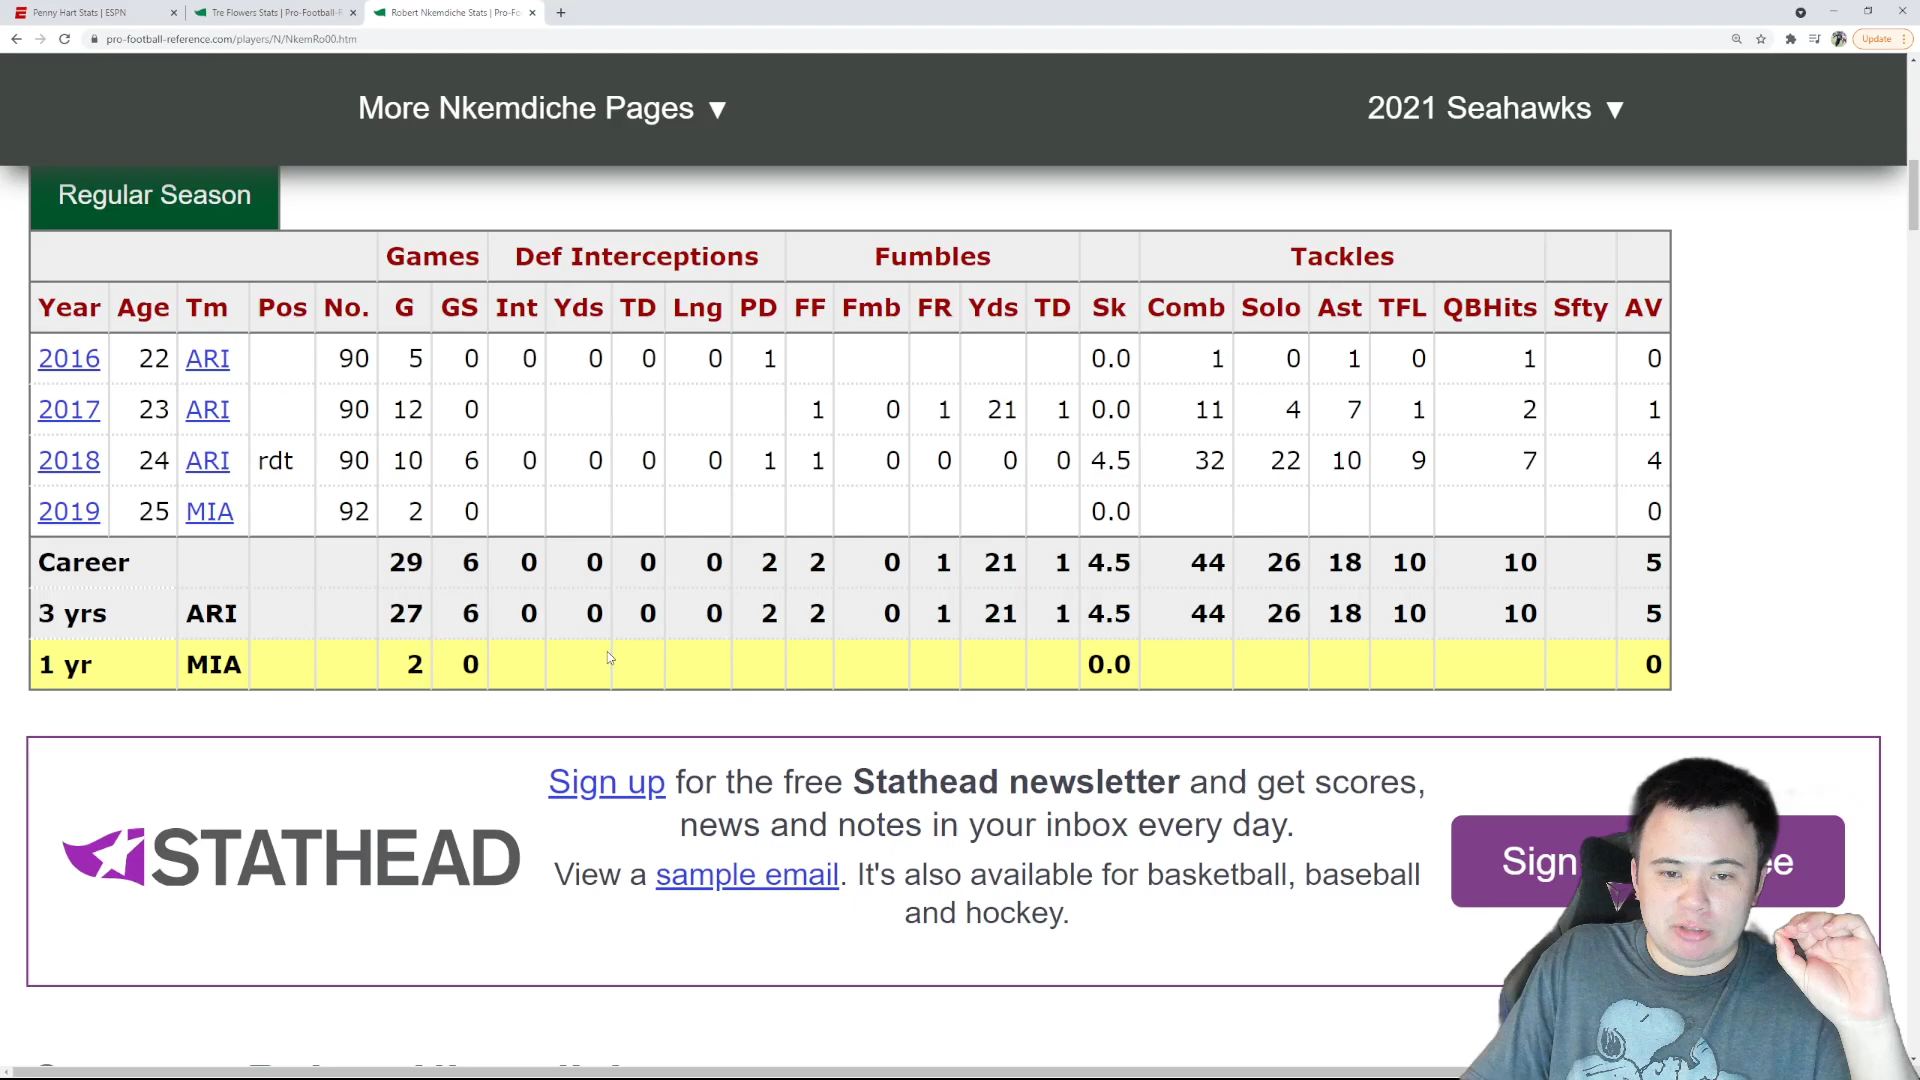 Penny Hart Stats | ESPN
Tre Flowers Stats | Pro-Football-R
Robert Nkemdiche Stats | Pro-Fo
pro-football-reference.com/players/N/NkemRo00.htm
Update
More Nkemdiche Pages ▼
2021 Seahawks ▼
Regular Season
Games Def Interceptions Fumbles Tackles
Year Age Tm Pos No. G GS Int Yds TD Lng PD FF Fmb FR Yds TD Sk Comb Solo Ast TFL QBHits Sfty AV
2016 22 ARI 90 5 0 0 0 0 0 1 0.0 1 0 1 0 1 0
2017 23 ARI 90 12 0 1 0 1 21 1 0.0 11 4 7 1 2 1
2018 24 ARI rdt 90 10 6 0 0 0 0 1 1 0 0 0 0 4.5 32 22 10 9 7 4
2019 25 MIA 92 2 0 0.0 0
Career 29 6 0 0 0 0 2 2 0 1 21 1 4.5 44 26 18 10 10 5
3 yrs ARI 27 6 0 0 0 0 2 2 0 1 21 1 4.5 44 26 18 10 10 5
1 yr MIA 2 0 0.0 0
STATHEAD
Sign up for the free Stathead newsletter and get scores,
news and notes in your inbox every day.
View a sample email. It's also available for basketball, baseball
and hockey.
Sign
ee